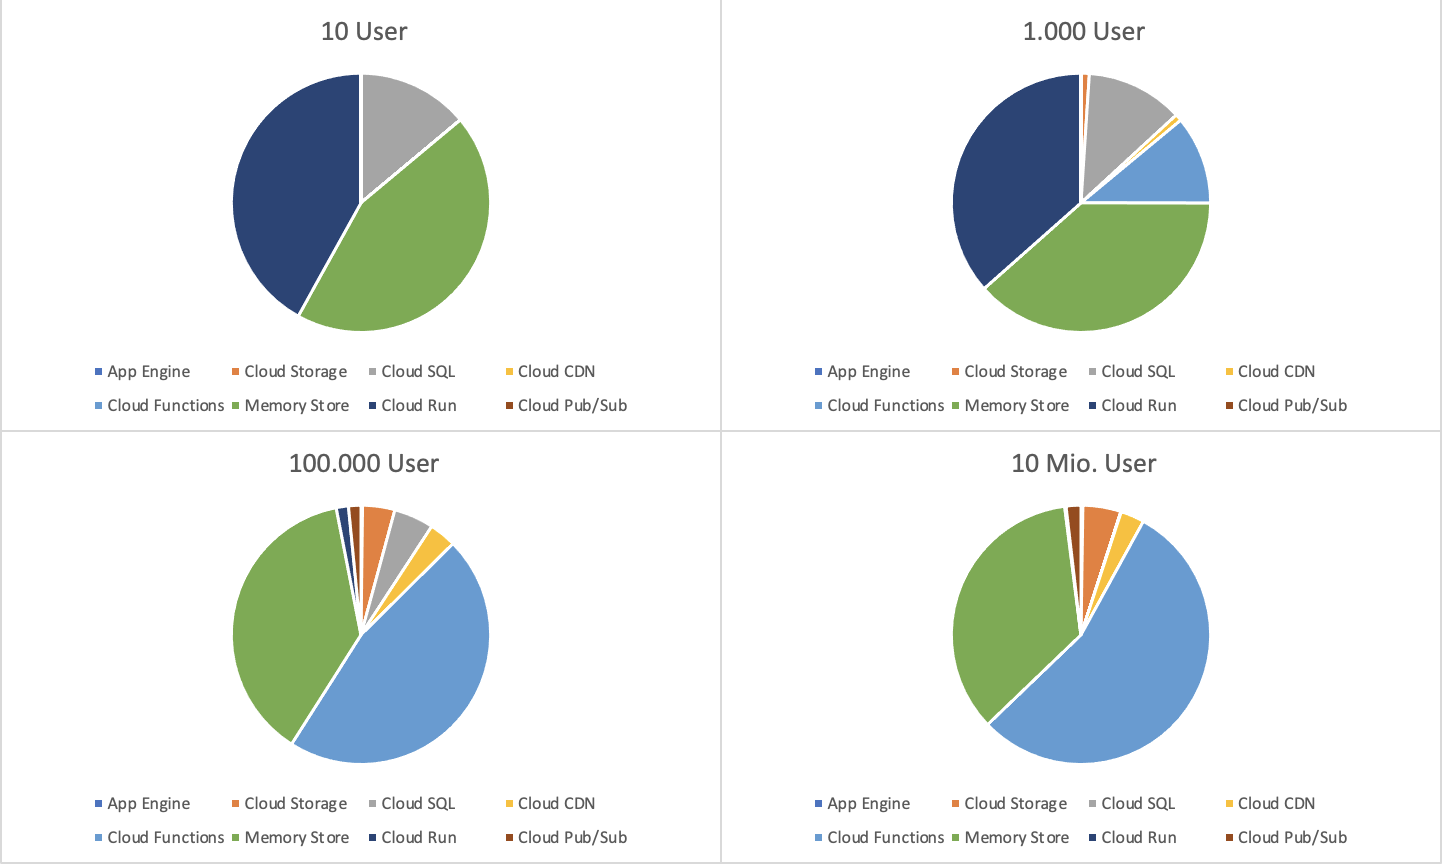 10 User
App Engine Cloud Storage Cloud SQL Cloud CDN
Cloud Functions Memory Store Cloud Run Cloud Pub/Sub
1.000 User
App Engine Cloud Storage Cloud SQL Cloud CDN
Cloud Functions Memory Store Cloud Run Cloud Pub/Sub
100.000 User
App Engine Cloud Storage Cloud SQL Cloud CDN
Cloud Functions Memory Store Cloud Run Cloud Pub/Sub
10 Mio. User
App Engine Cloud Storage Cloud SQL Cloud CDN
Cloud Functions Memory Store Cloud Run Cloud Pub/Sub